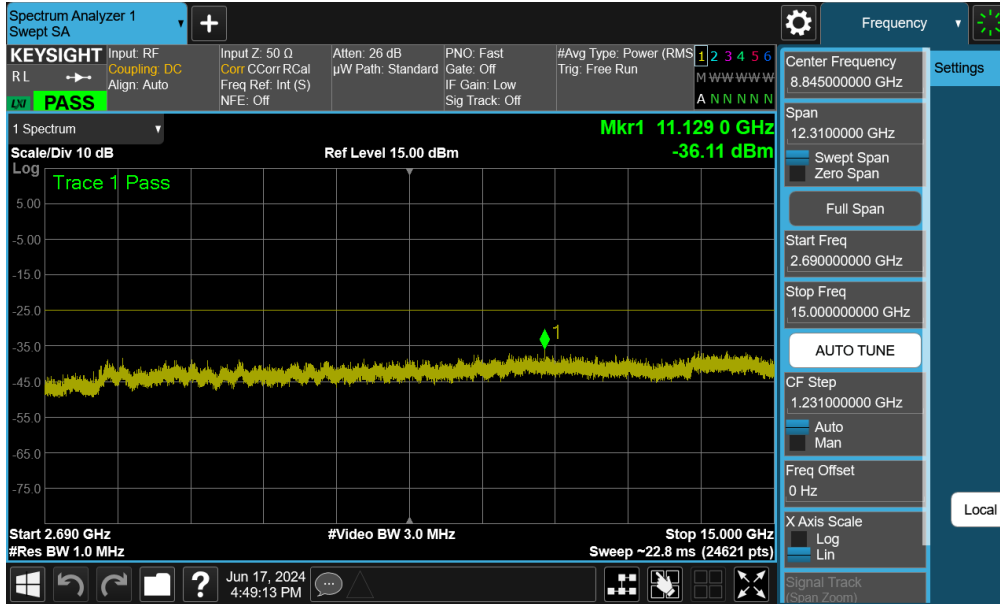 Spectrum Analyzer 1
Swept SA
Frequency
KEYSIGHT
R L
LXI PASS
Input: RF
Coupling: DC
Align: Auto
Input Z: 50 Ω
Corr CCorr RCal
Freq Ref: Int (S)
NFE: Off
Atten: 26 dB
µW Path: Standard
PNO: Fast
Gate: Off
IF Gain: Low
Sig Track: Off
#Avg Type: Power (RMS
Trig: Free Run
1 2 3 4 5 6
M W W W W W
A N N N N N
1 Spectrum
Scale/Div 10 dB
Ref Level 15.00 dBm
Mkr1 11.129 0 GHz
-36.11 dBm
Log
Trace 1 Pass
5.00
-5.00
-15.0
-25.0
-35.0
-45.0
-55.0
-65.0
-75.0
1
Start 2.690 GHz
#Video BW 3.0 MHz
Stop 15.000 GHz
#Res BW 1.0 MHz
Sweep ~22.8 ms (24621 pts)
Jun 17, 2024
4:49:13 PM
Center Frequency
8.845000000 GHz
Span
12.3100000 GHz
Swept Span
Zero Span
Full Span
Start Freq
2.690000000 GHz
Stop Freq
15.000000000 GHz
AUTO TUNE
CF Step
1.231000000 GHz
Auto
Man
Freq Offset
0 Hz
X Axis Scale
Log
Lin
Signal Track
(Span Zoom)
Settings
Local